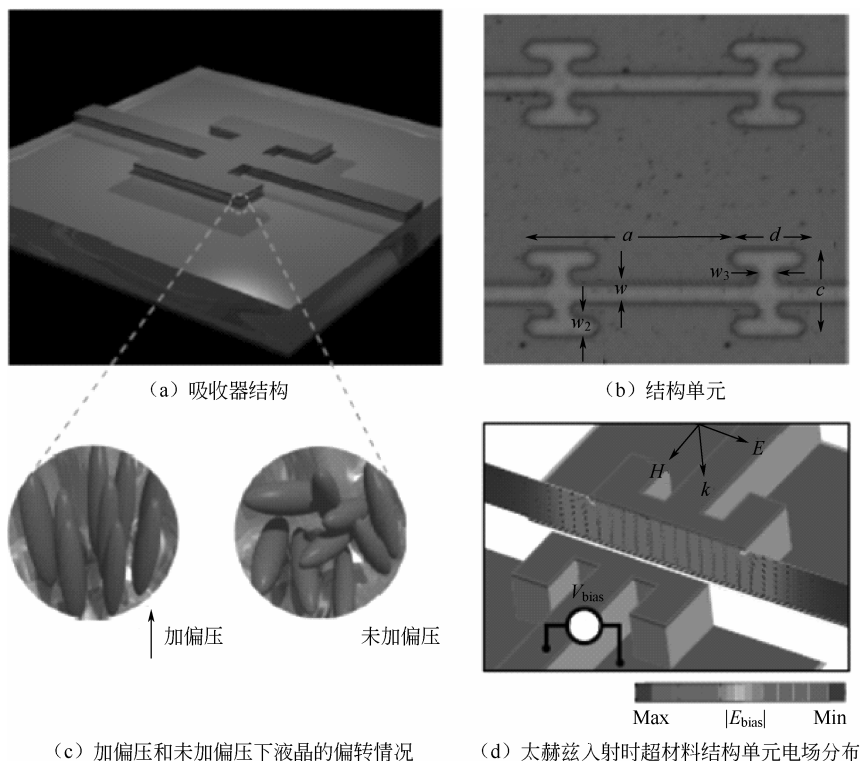 a
d
w3
w
c
w2
（a）吸收器结构
（b）结构单元
E
H
k
Vbias
加偏压
未加偏压
Max
|Ebias|
Min
（c）加偏压和未加偏压下液晶的偏转情况
（d）太赫兹入射时超材料结构单元电场分布